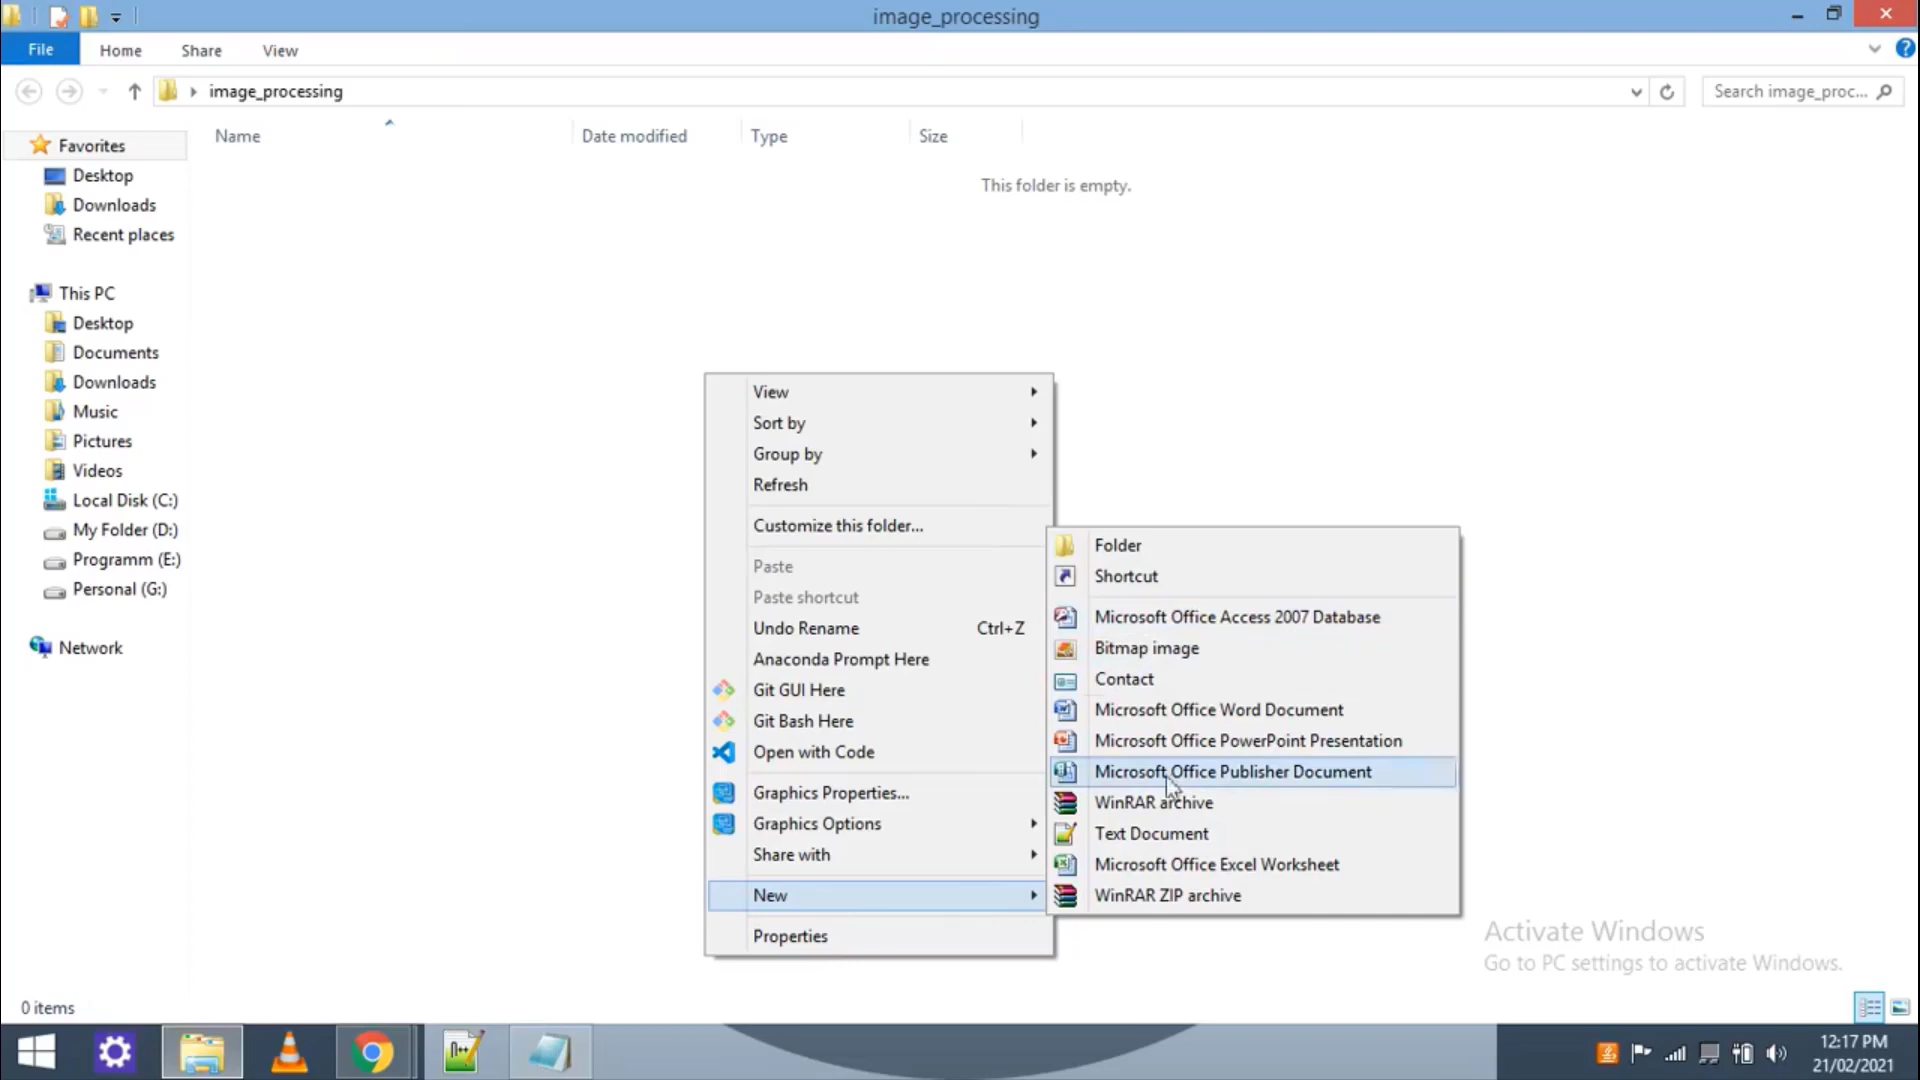 image_processing
File Home Share View
image_processing Search image_proc...
Name Date modified Type Size
This folder is empty.
Favorites
Desktop
Downloads
Recent places
This PC
Desktop
Documents
Downloads
Music
Pictures
Videos
Local Disk (C:)
My Folder (D:)
Programm (E:)
Personal (G:)
Network
View
Sort by
Group by
Refresh
Customize this folder...
Paste
Paste shortcut
Undo Rename Ctrl+Z
Anaconda Prompt Here
Git GUI Here
Git Bash Here
Open with Code
Graphics Properties...
Graphics Options
Share with
New
Properties
Folder
Shortcut
Microsoft Office Access 2007 Database
Bitmap image
Contact
Microsoft Office Word Document
Microsoft Office PowerPoint Presentation
Microsoft Office Publisher Document
WinRAR archive
Text Document
Microsoft Office Excel Worksheet
WinRAR ZIP archive
Activate Windows
Go to PC settings to activate Windows.
0 items
12:17 PM
21/02/2021